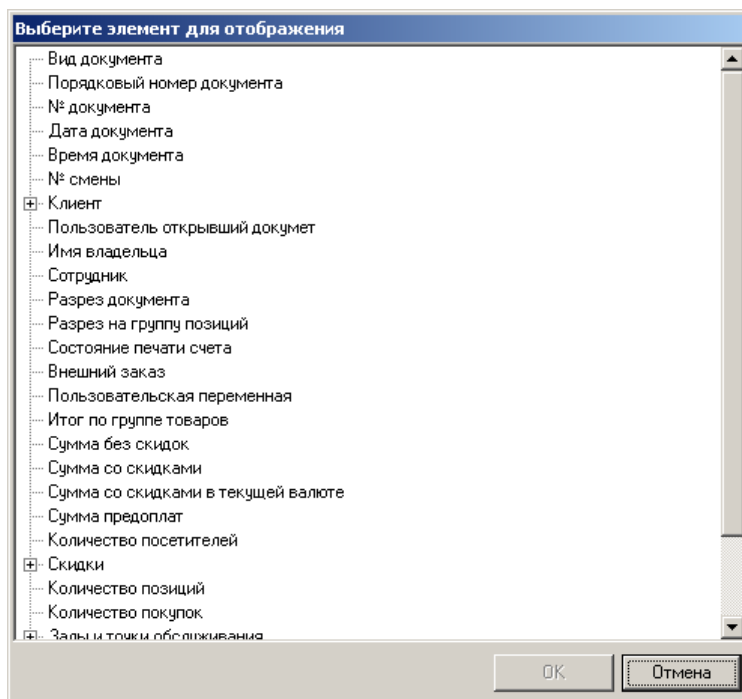 Выберите элемент для отображения
Вид документа
Порядковый номер документа
№ документа
Дата документа
Время документа
№ смены
Клиент
Пользователь открывший докумет
Имя владельца
Сотрудник
Разрез документа
Разрез на группу позиций
Состояние печати счета
Внешний заказ
Пользовательская переменная
Итог по группе товаров
Сумма без скидок
Сумма со скидками
Сумма со скидками в текущей валюте
Сумма предоплат
Количество посетителей
Скидки
Количество позиций
Количество покупок
Залы и точки обслуживания
OK
Отмена